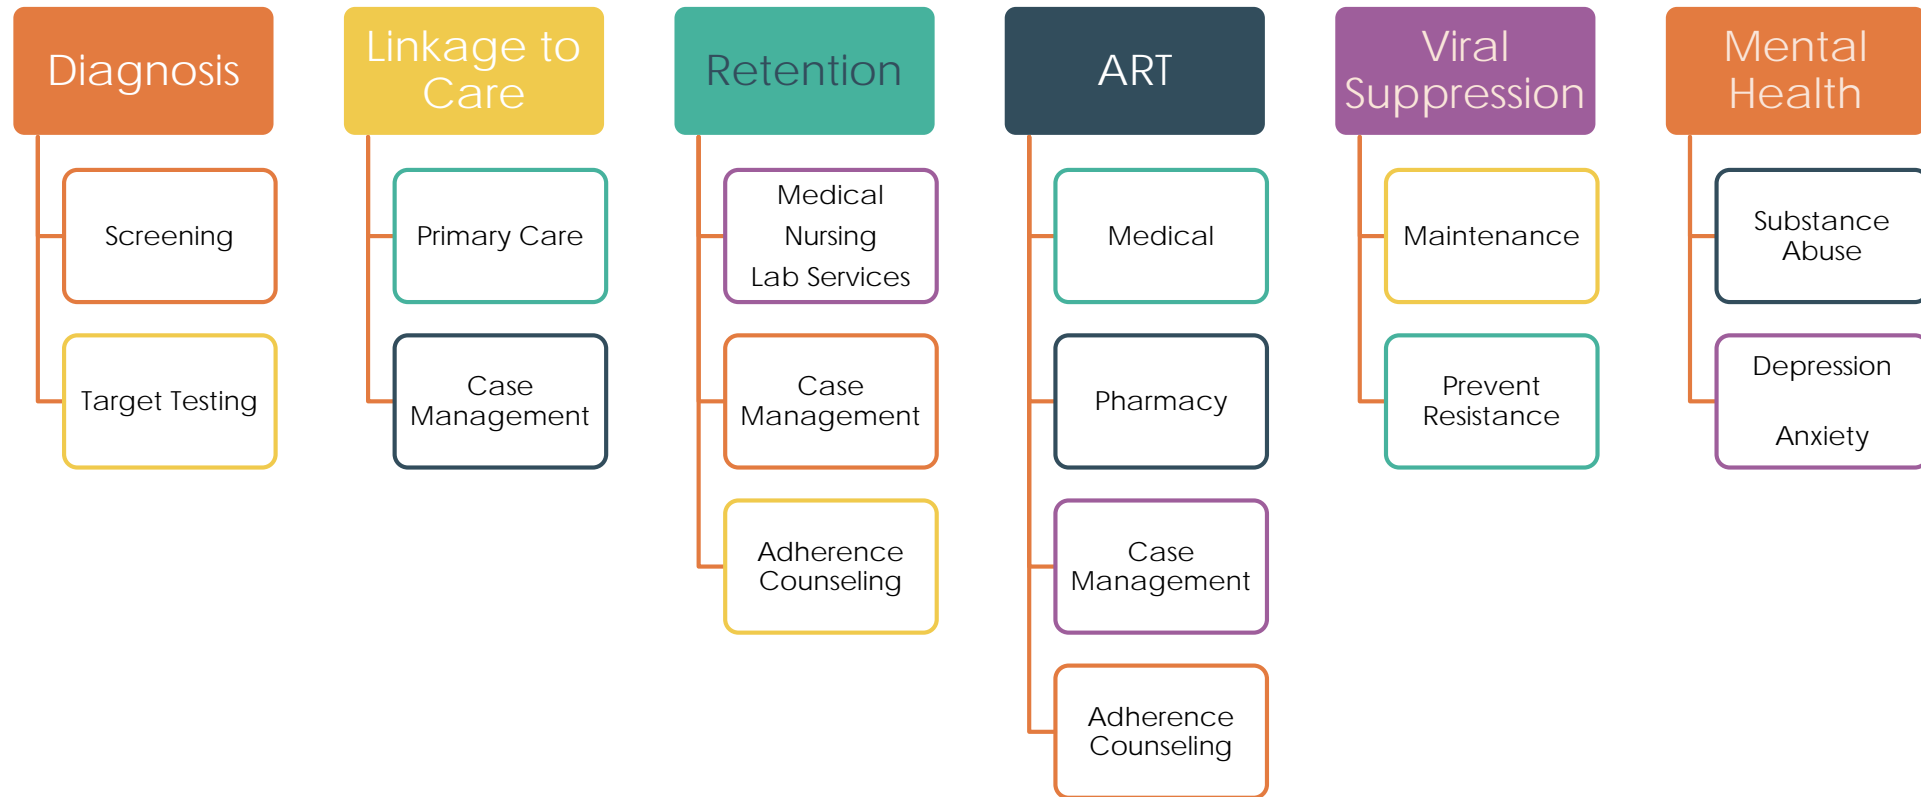 Diagnosis
Screening
Target Testing
Linkage to
Care
Primary Care
Case
Management
Retention
Medical
Nursing
Lab Services
Case
Management
Adherence
Counseling
ART
Medical
Pharmacy
Case
Management
Adherence
Counseling
Viral
Suppression
Maintenance
Prevent
Resistance
Mental
Health
Substance
Abuse
Depression
Anxiety